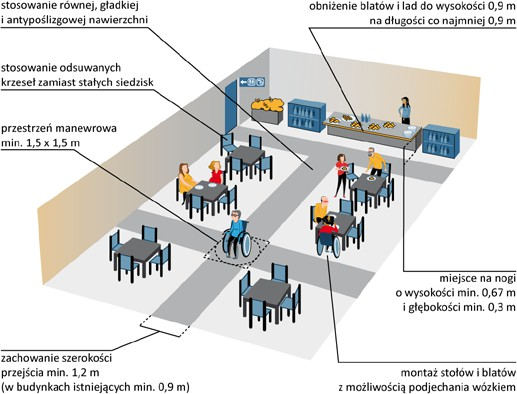 stosowanie równej, gładkiej
i antypoślizgowej nawierzchni
obniżenie blatów i lad do wysokości 0,9 m
na długości co najmniej 0,9 m
stosowanie odsuwanych
krzeseł zamiast stałych siedzisk
przestrzeń manewrowa
min. 1,5 x 1,5 m
miejsce na nogi
o wysokości min. 0,67 m
i głębokości min. 0,3 m
zachowanie szerokości
przejścia min. 1,2 m
(w budynkach istniejących min. 0,9 m)
montaż stołów i blatów
z możliwością podjechania wózkiem